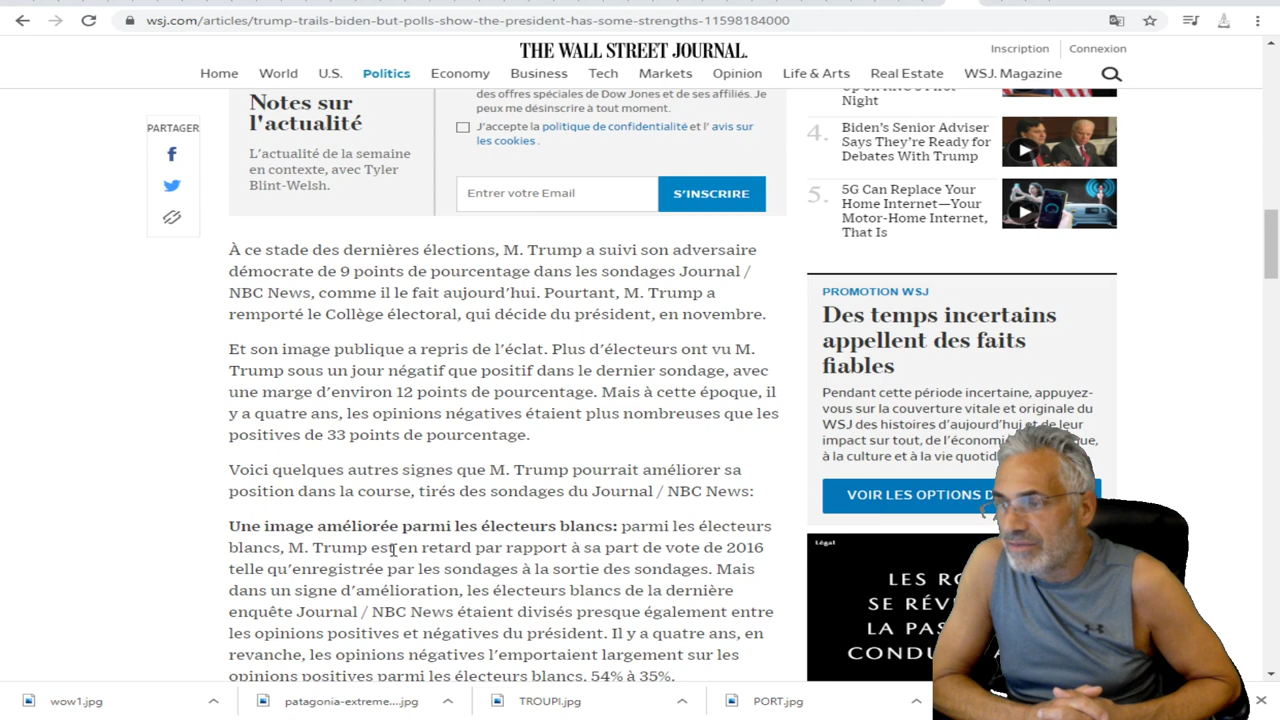 wsj.com/articles/trump-trails-biden-but-polls-show-the-president-has-some-strengths-11598184000
THE WALL STREET JOURNAL.
Inscription
Connexion
Home World U.S. Politics Economy Business Tech Markets Opinion Life & Arts Real Estate WSJ. Magazine
PARTAGER
Notes sur
l'actualité
L'actualité de la semaine
en contexte, avec Tyler
Blint-Welsh.
des offres spéciales de Dow Jones et de ses affiliés. Je
peux me désinscrire à tout moment.
J'accepte la politique de confidentialité et l' avis sur
les cookies .
Entrer votre Email
S'INSCRIRE
À ce stade des dernières élections, M. Trump a suivi son adversaire
démocrate de 9 points de pourcentage dans les sondages Journal /
NBC News, comme il le fait aujourd'hui. Pourtant, M. Trump a
remporté le Collège électoral, qui décide du président, en novembre.
Et son image publique a repris de l'éclat. Plus d'électeurs ont vu M.
Trump sous un jour négatif que positif dans le dernier sondage, avec
une marge d'environ 12 points de pourcentage. Mais à cette époque, il
y a quatre ans, les opinions négatives étaient plus nombreuses que les
positives de 33 points de pourcentage.
Voici quelques autres signes que M. Trump pourrait améliorer sa
position dans la course, tirés des sondages du Journal / NBC News:
Une image améliorée parmi les électeurs blancs: parmi les électeurs
blancs, M. Trump est en retard par rapport à sa part de vote de 2016
telle qu'enregistrée par les sondages à la sortie des sondages. Mais
dans un signe d'amélioration, les électeurs blancs de la dernière
enquête Journal / NBC News étaient divisés presque également entre
les opinions positives et négatives du président. Il y a quatre ans, en
revanche, les opinions négatives l'emportaient largement sur les
opinions positives parmi les électeurs blancs, 54% à 35%.
Night
4.
Biden's Senior Adviser
Says They're Ready for
Debates With Trump
5.
5G Can Replace Your
Home Internet—Your
Motor-Home Internet,
That Is
PROMOTION WSJ
Des temps incertains
appellent des faits
fiables
Pendant cette période incertaine, appuyez-
vous sur la couverture vitale et originale du
WSJ des histoires d'aujourd'hui et de leur
impact sur tout, de
à la culture et à la vie
VOIR LES OPTIONS
Légal
LES
SE
LA
wow1.jpg
patagonia-extreme....jpg
TROUPI.jpg
PORT.jpg